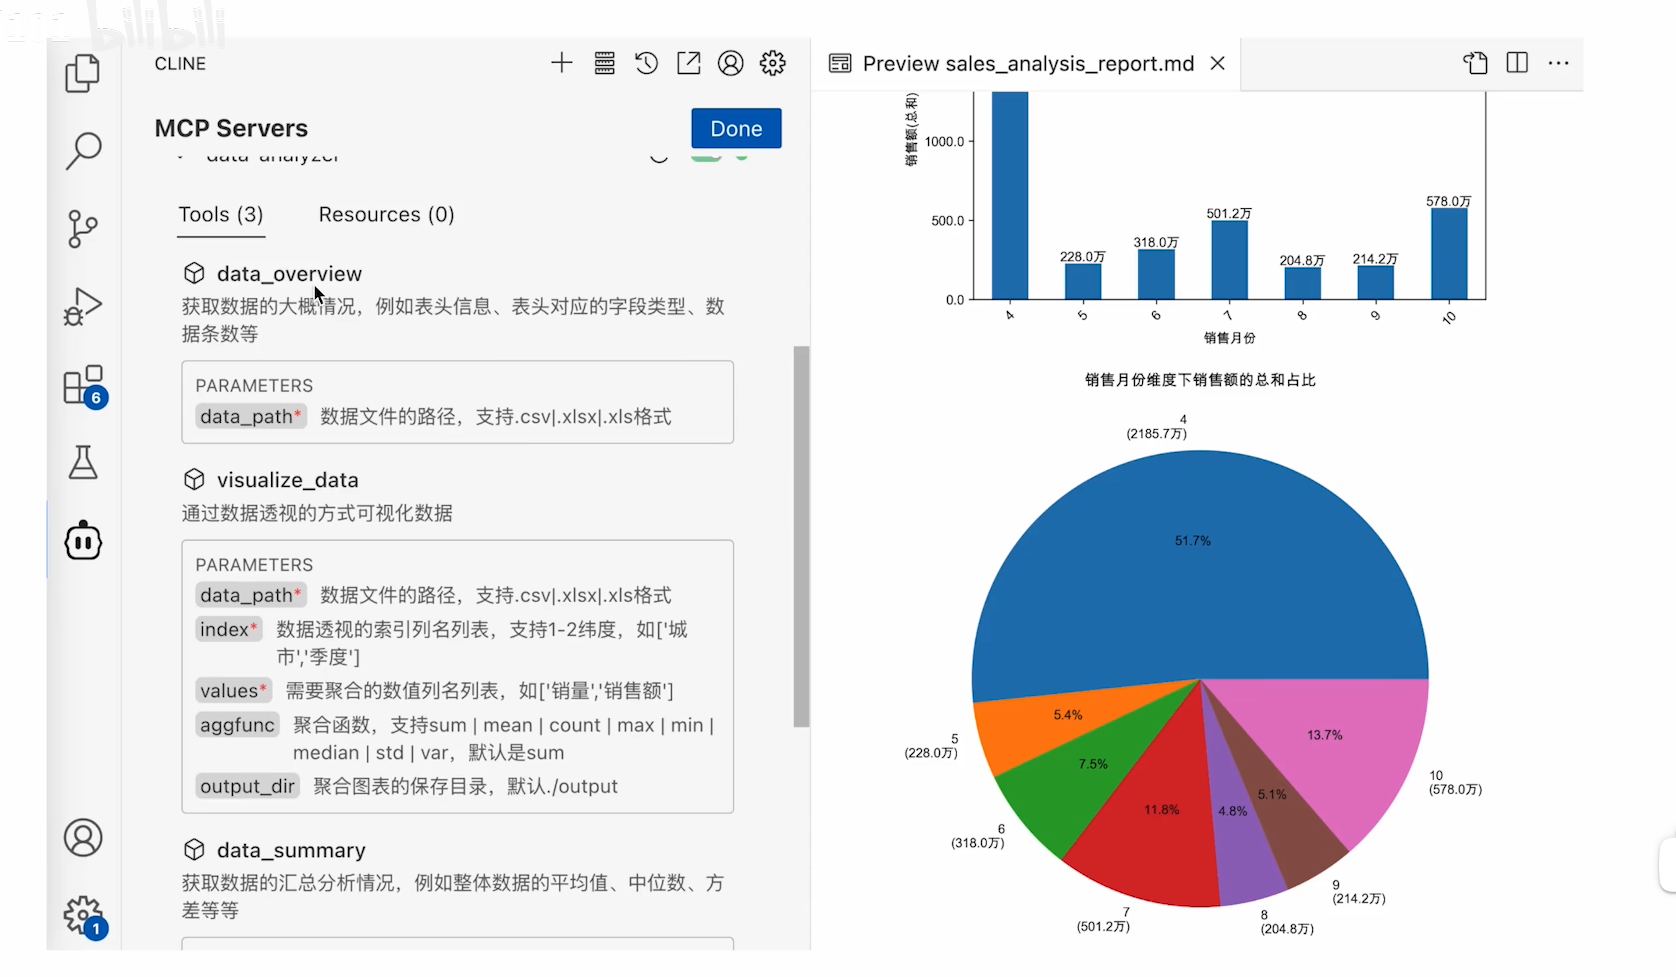 bilibili
CLINE
MCP Servers
Done
data-analyzer
Tools (3)
Resources (0)
data_overview
获取数据的大概情况，例如表头信息、表头对应的字段类型、数
据条数等
PARAMETERS
data_path* 数据文件的路径，支持.csv|.xlsx|.xls格式
visualize_data
通过数据透视的方式可视化数据
PARAMETERS
data_path* 数据文件的路径，支持.csv|.xlsx|.xls格式
index* 数据透视的索引列名列表，支持1-2纬度，如['城
市','季度']
values* 需要聚合的数值列名列表，如['销量','销售额']
aggfunc 聚合函数，支持sum | mean | count | max | min |
median | std | var，默认是sum
output_dir 聚合图表的保存目录，默认./output
data_summary
获取数据的汇总分析情况，例如整体数据的平均值、中位数、方
差等等
6
1
Preview sales_analysis_report.md
销售额(总和)
1000.0
500.0
0.0
228.0万
318.0万
501.2万
204.8万
214.2万
578.0万
4
5
6
7
8
9
10
销售月份
销售月份维度下销售额的总和占比
4
(2185.7万)
51.7%
5.4%
5
(228.0万)
7.5%
6
(318.0万)
11.8%
7
(501.2万)
4.8%
8
(204.8万)
5.1%
9
(214.2万)
13.7%
10
(578.0万)